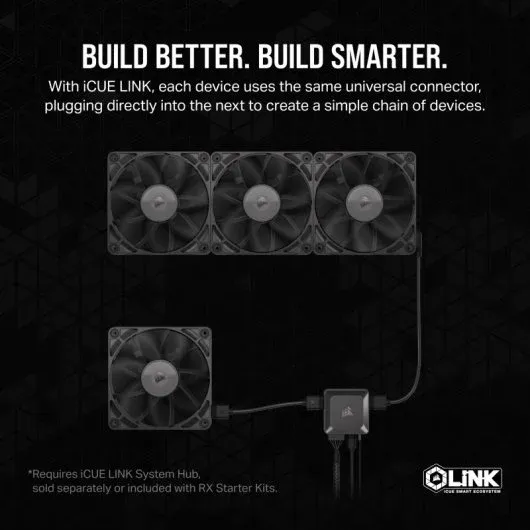 BUILD BETTER. BUILD SMARTER.
With iCUE LINK, each device uses the same universal connector,
plugging directly into the next to create a simple chain of devices.
*Requires iCUE LINK System Hub,
sold separately or included with RX Starter Kits.
LiNK
iCUE SMART ECOSYSTEM